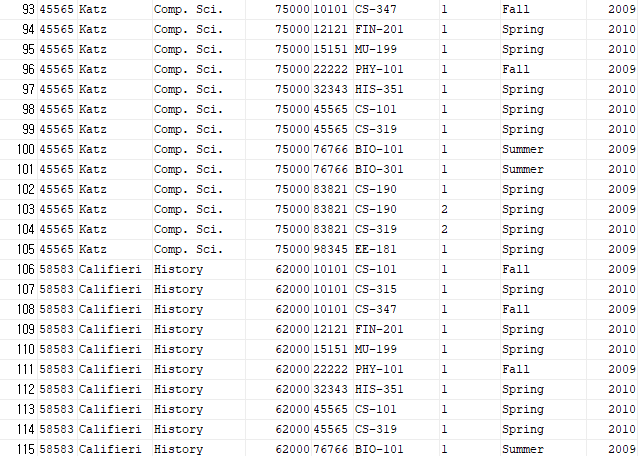 93 45565 Katz Comp. Sci. 75000 10101 CS-347 1 Fall 2009
94 45565 Katz Comp. Sci. 75000 12121 FIN-201 1 Spring 2010
95 45565 Katz Comp. Sci. 75000 15151 MU-199 1 Spring 2010
96 45565 Katz Comp. Sci. 75000 22222 PHY-101 1 Fall 2009
97 45565 Katz Comp. Sci. 75000 32343 HIS-351 1 Spring 2010
98 45565 Katz Comp. Sci. 75000 45565 CS-101 1 Spring 2010
99 45565 Katz Comp. Sci. 75000 45565 CS-319 1 Spring 2010
100 45565 Katz Comp. Sci. 75000 76766 BIO-101 1 Summer 2009
101 45565 Katz Comp. Sci. 75000 76766 BIO-301 1 Summer 2010
102 45565 Katz Comp. Sci. 75000 83821 CS-190 1 Spring 2009
103 45565 Katz Comp. Sci. 75000 83821 CS-190 2 Spring 2009
104 45565 Katz Comp. Sci. 75000 83821 CS-319 2 Spring 2010
105 45565 Katz Comp. Sci. 75000 98345 EE-181 1 Spring 2009
106 58583 Califieri History 62000 10101 CS-101 1 Fall 2009
107 58583 Califieri History 62000 10101 CS-315 1 Spring 2010
108 58583 Califieri History 62000 10101 CS-347 1 Fall 2009
109 58583 Califieri History 62000 12121 FIN-201 1 Spring 2010
110 58583 Califieri History 62000 15151 MU-199 1 Spring 2010
111 58583 Califieri History 62000 22222 PHY-101 1 Fall 2009
112 58583 Califieri History 62000 32343 HIS-351 1 Spring 2010
113 58583 Califieri History 62000 45565 CS-101 1 Spring 2010
114 58583 Califieri History 62000 45565 CS-319 1 Spring 2010
115 58583 Califieri History 62000 76766 BIO-101 1 Summer 2009